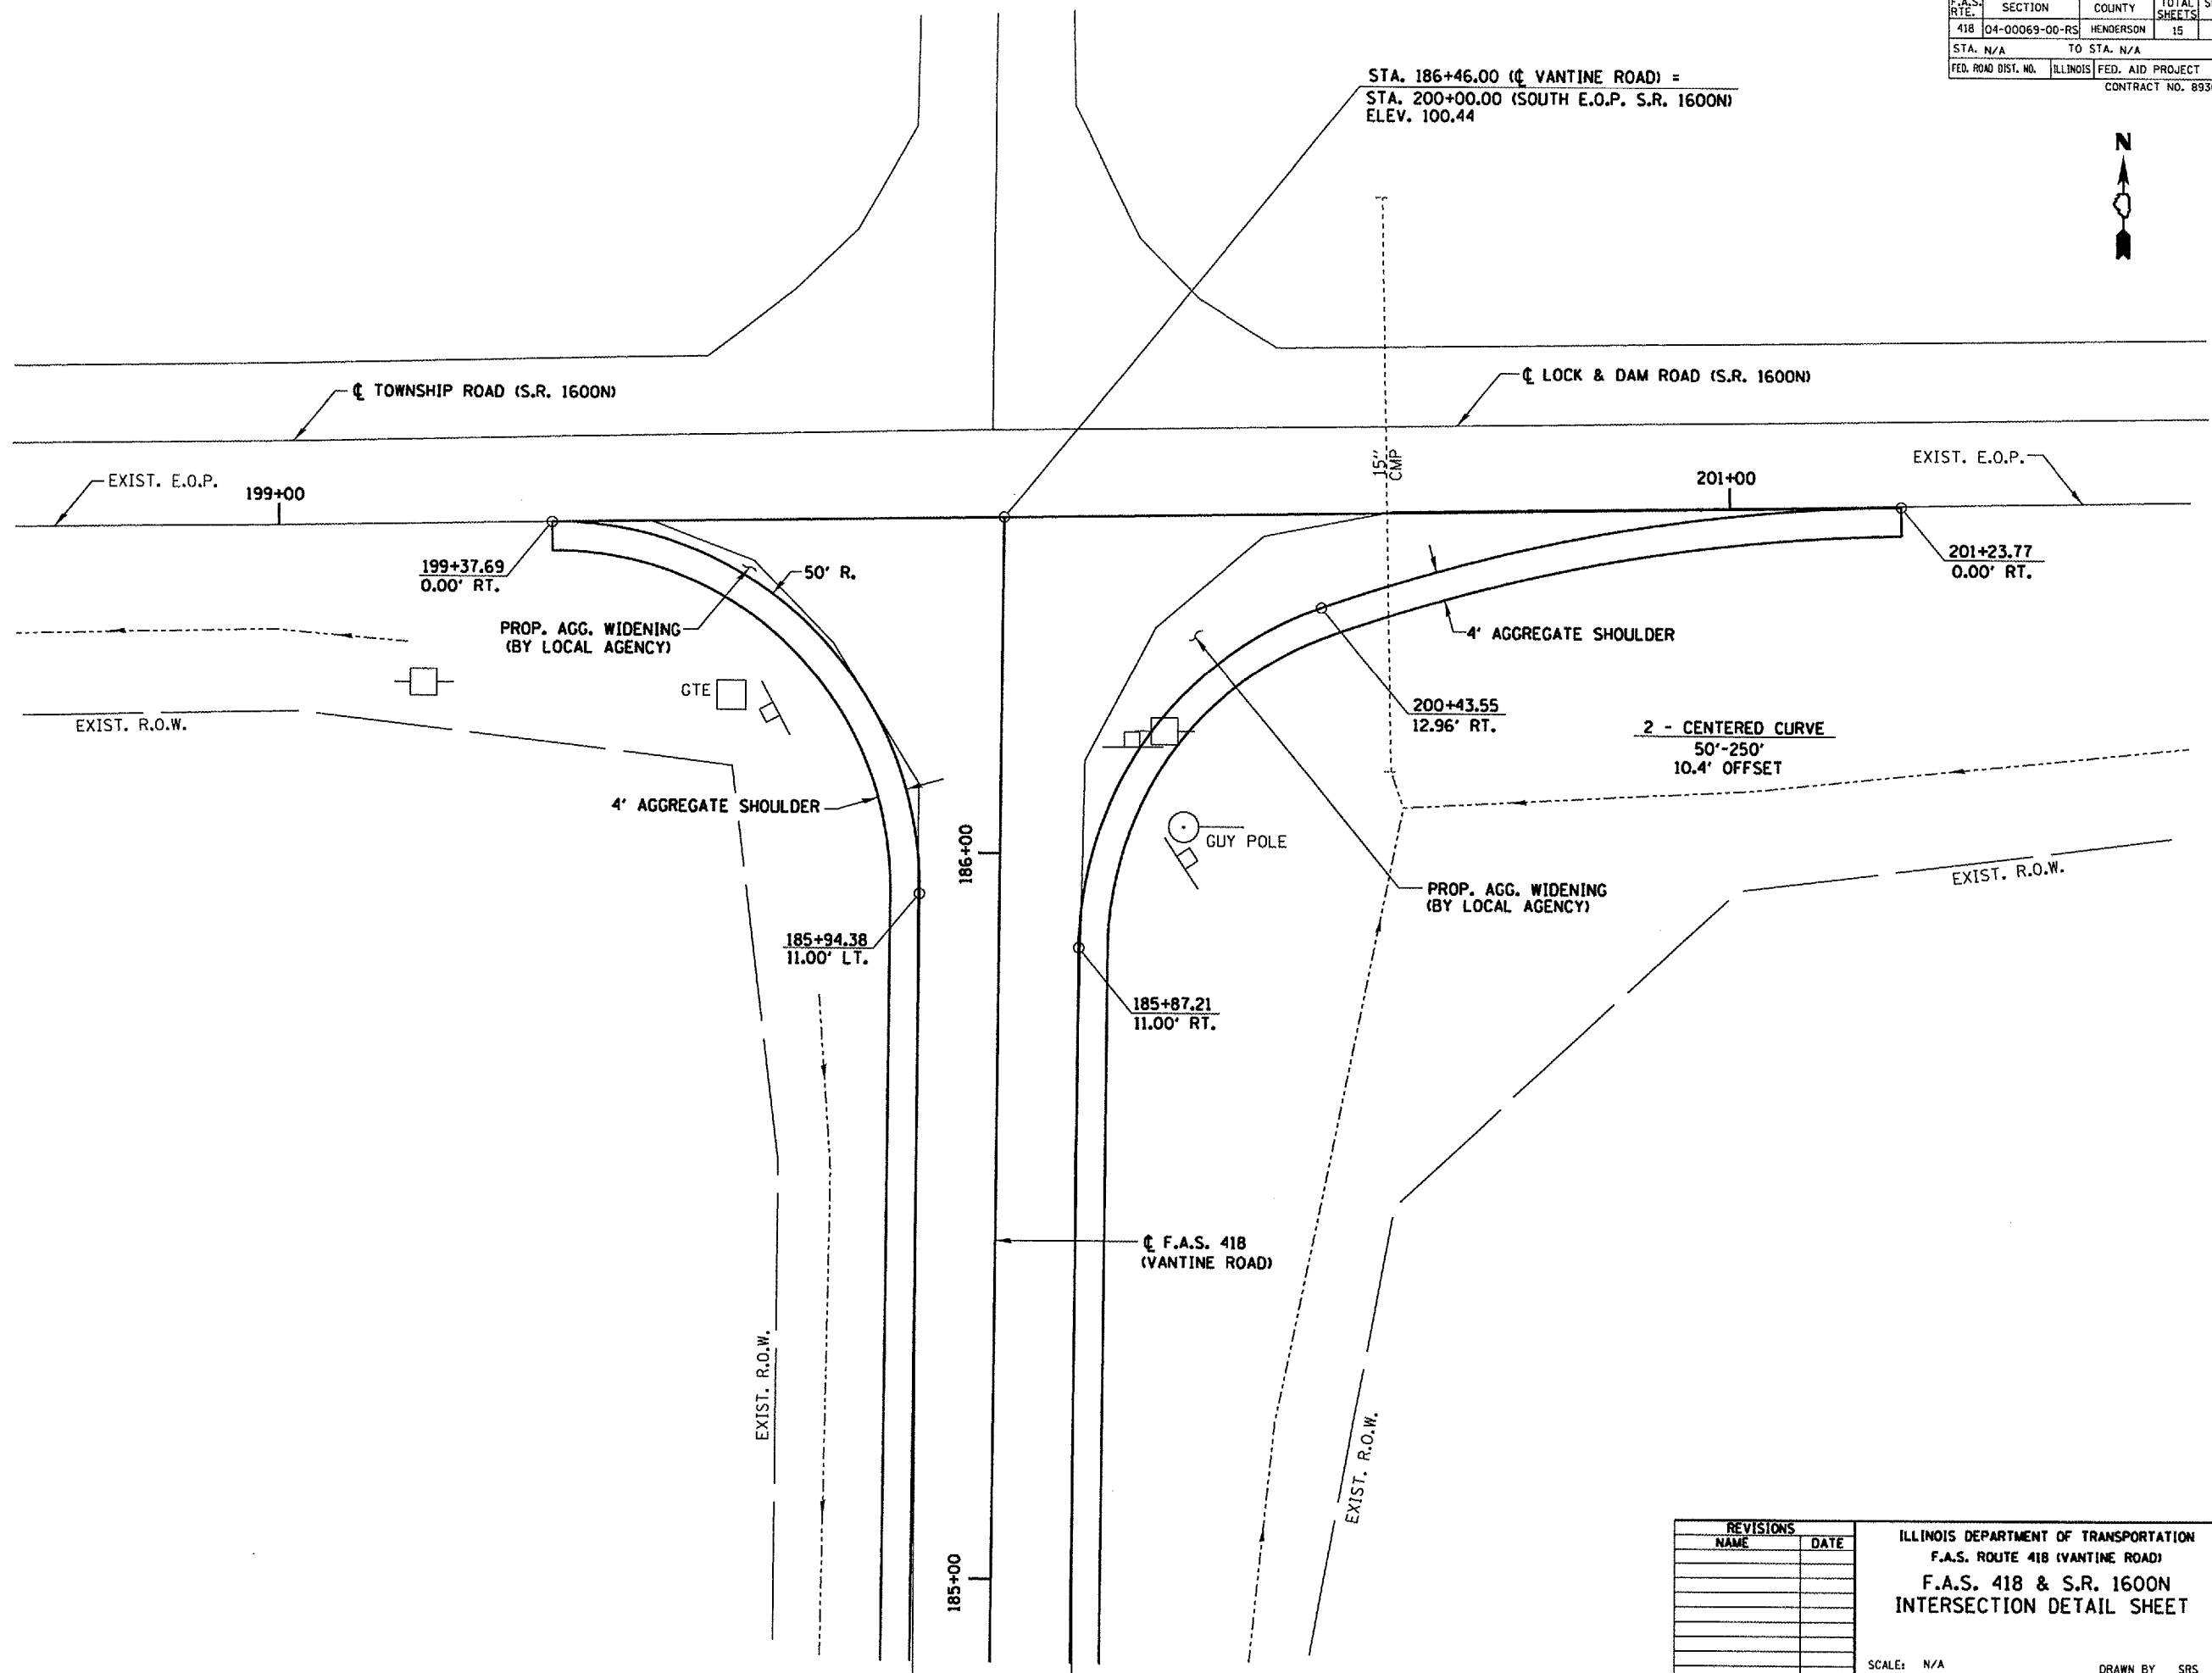 F.A.S. RTE. SECTION COUNTY TOTAL SHEETS
418 04-00069-00-RS HENDERSON 15
STA. N/A TO STA. N/A
FED. ROAD DIST. NO. ILLINOIS FED. AID PROJECT
CONTRACT NO.
STA. 186+46.00 (℄ VANTINE ROAD) =
STA. 200+00.00 (SOUTH E.O.P. S.R. 1600N)
ELEV. 100.44
N
℄ TOWNSHIP ROAD (S.R. 1600N)
℄ LOCK & DAM ROAD (S.R. 1600N)
EXIST. E.O.P.
199+00
15"
CMP
201+00
EXIST. E.O.P.
199+37.69
0.00' RT.
50' R.
201+23.77
0.00' RT.
PROP. AGG. WIDENING
(BY LOCAL AGENCY)
4' AGGREGATE SHOULDER
GTE
EXIST. R.O.W.
200+43.55
12.96' RT.
2 - CENTERED CURVE
50'-250'
10.4' OFFSET
4' AGGREGATE SHOULDER
186+00
GUY POLE
PROP. AGG. WIDENING
(BY LOCAL AGENCY)
EXIST. R.O.W.
185+94.38
11.00' LT.
185+87.21
11.00' RT.
℄ F.A.S. 418
(VANTINE ROAD)
EXIST. R.O.W.
EXIST. R.O.W.
185+00
REVISIONS
NAME DATE
ILLINOIS DEPARTMENT OF TRANSPORTATION
F.A.S. ROUTE 418 (VANTINE ROAD)
F.A.S. 418 & S.R. 1600N
INTERSECTION DETAIL SHEET
SCALE: N/A
DRAWN BY SRS